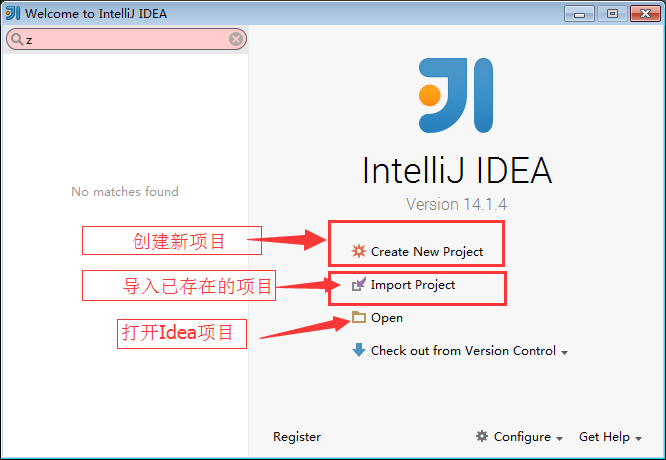 Welcome to IntelliJ IDEA
z
No matches found
IntelliJ IDEA
Version 14.1.4
创建新项目
Create New Project
导入已存在的项目
Import Project
打开Idea项目
Open
Check out from Version Control
Register
Configure
Get Help